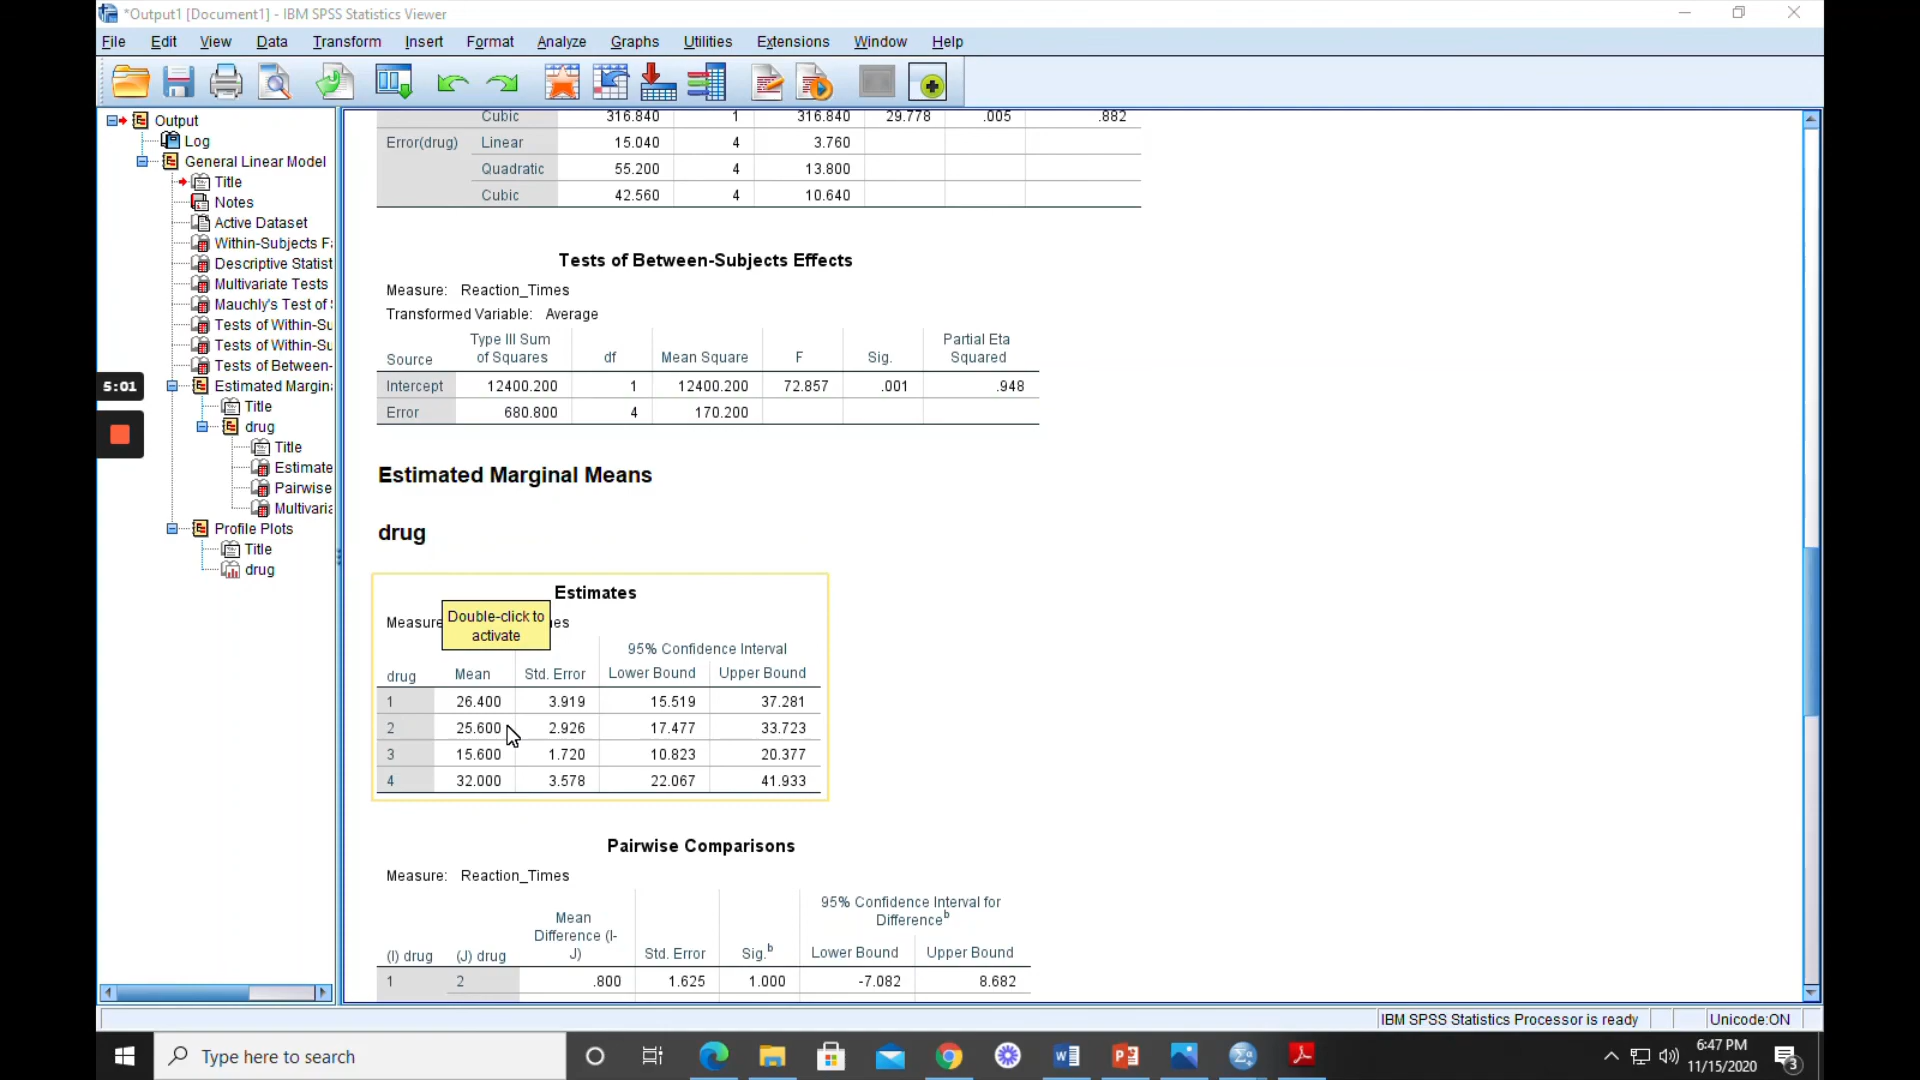 *Output1 [Document1] - IBM SPSS Statistics Viewer
File Edit View Data Transform Insert Format Analyze Graphs Utilities Extensions Window Help
Output
Log
General Linear Model
Title
Notes
Active Dataset
Within-Subjects F
Descriptive Statist
Multivariate Tests
Mauchly's Test of
Tests of Within-Su
Tests of Within-Su
Tests of Between-
Estimated Margin
Title
drug
Title
Estimate
Pairwise
Multivaria
Profile Plots
Title
drug
5:01
Cubic 316.840 1 316.840 29.778 .005 .882
Error(drug) Linear 15.040 4 3.760
Quadratic 55.200 4 13.800
Cubic 42.560 4 10.640
Tests of Between-Subjects Effects
Measure: Reaction_Times
Transformed Variable: Average
Source Type III Sum of Squares df Mean Square F Sig. Partial Eta Squared
Intercept 12400.200 1 12400.200 72.857 .001 .948
Error 680.800 4 170.200
Estimated Marginal Means
drug
Estimates
Measure es
Double-click to
activate
95% Confidence Interval
drug Mean Std. Error Lower Bound Upper Bound
1 26.400 3.919 15.519 37.281
2 25.600 2.926 17.477 33.723
3 15.600 1.720 10.823 20.377
4 32.000 3.578 22.067 41.933
Pairwise Comparisons
Measure: Reaction_Times
95% Confidence Interval for
Difference b
(I) drug (J) drug Mean Difference (I-J) Std. Error Sig. b Lower Bound Upper Bound
1 2 .800 1.625 1.000 -7.082 8.682
IBM SPSS Statistics Processor is ready Unicode:ON
Type here to search
6:47 PM
11/15/2020
3